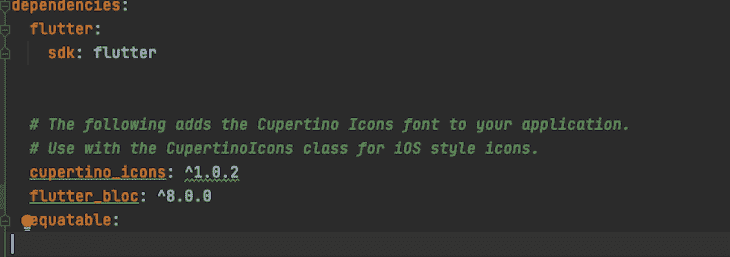 dependencies:
flutter:
sdk: flutter
# The following adds the Cupertino Icons font to your application.
# Use with the CupertinoIcons class for iOS style icons.
cupertino_icons: ^1.0.2
flutter_bloc: ^8.0.0
equatable: